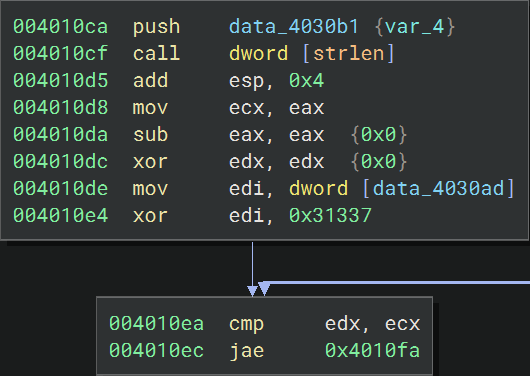 004010ca push data_4030b1 {var_4}
004010cf call dword [strlen]
004010d5 add esp, 0x4
004010d8 mov ecx, eax
004010da sub eax, eax {0x0}
004010dc xor edx, edx {0x0}
004010de mov edi, dword [data_4030ad]
004010e4 xor edi, 0x31337
004010ea cmp edx, ecx
004010ec jae 0x4010fa